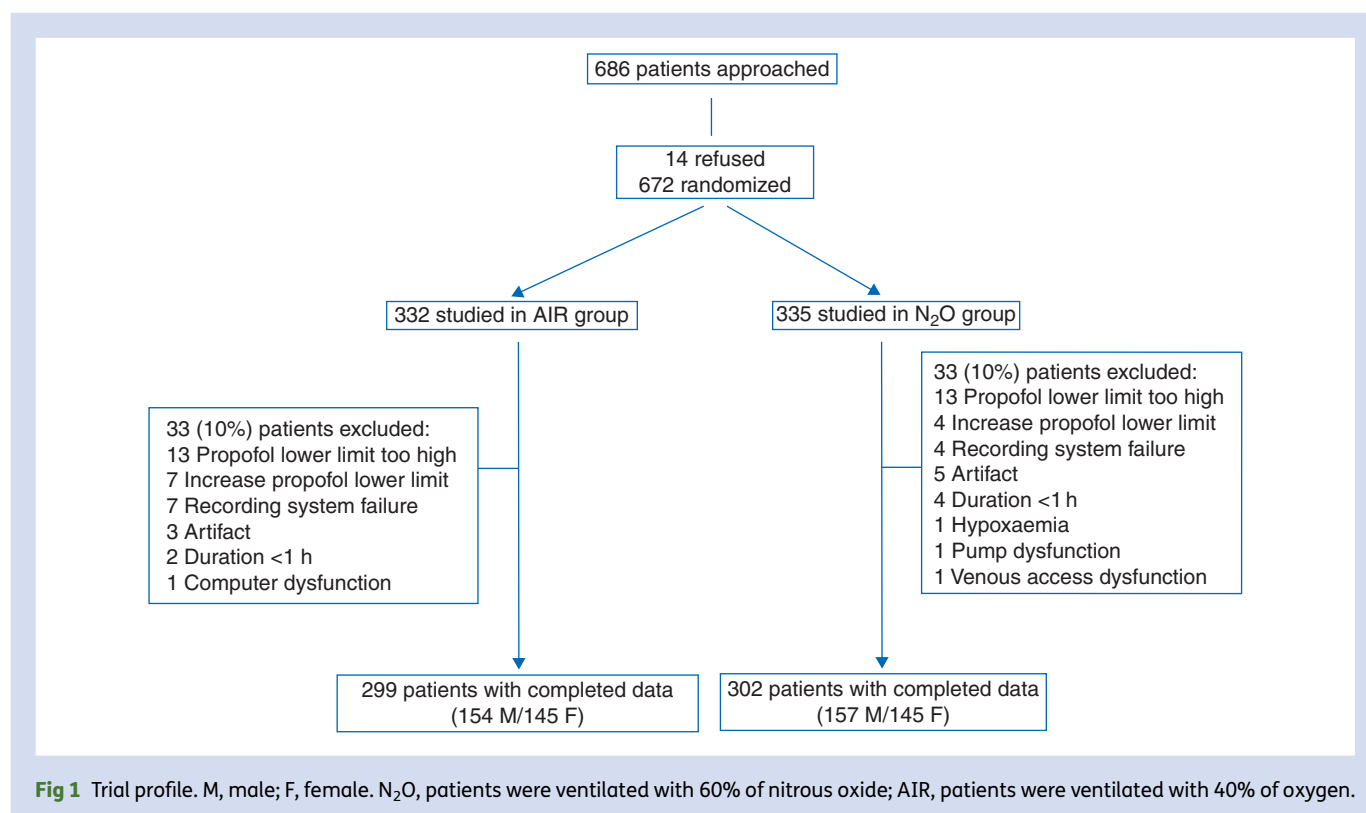 686 patients approached
14 refused
672 randomized
332 studied in AIR group
335 studied in N₂O group
33 (10%) patients excluded:
13 Propofol lower limit too high
7 Increase propofol lower limit
7 Recording system failure
3 Artifact
2 Duration <1 h
1 Computer dysfunction
33 (10%) patients excluded:
13 Propofol lower limit too high
4 Increase propofol lower limit
4 Recording system failure
5 Artifact
4 Duration <1 h
1 Hypoxaemia
1 Pump dysfunction
1 Venous access dysfunction
299 patients with completed data
(154 M/145 F)
302 patients with completed data
(157 M/145 F)
Fig 1 Trial profile. M, male; F, female. N₂O, patients were ventilated with 60% of nitrous oxide; AIR, patients were ventilated with 40% of oxygen.